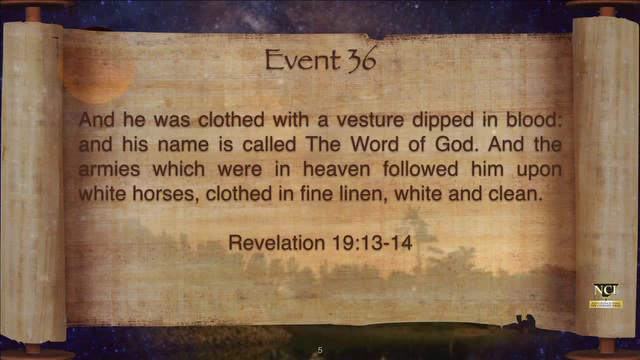 Event 36
And he was clothed with a vesture dipped in blood:
and his name is called The Word of God. And the
armies which were in heaven followed him upon
white horses, clothed in fine linen, white and clean.
Revelation 19:13-14
NCI
5